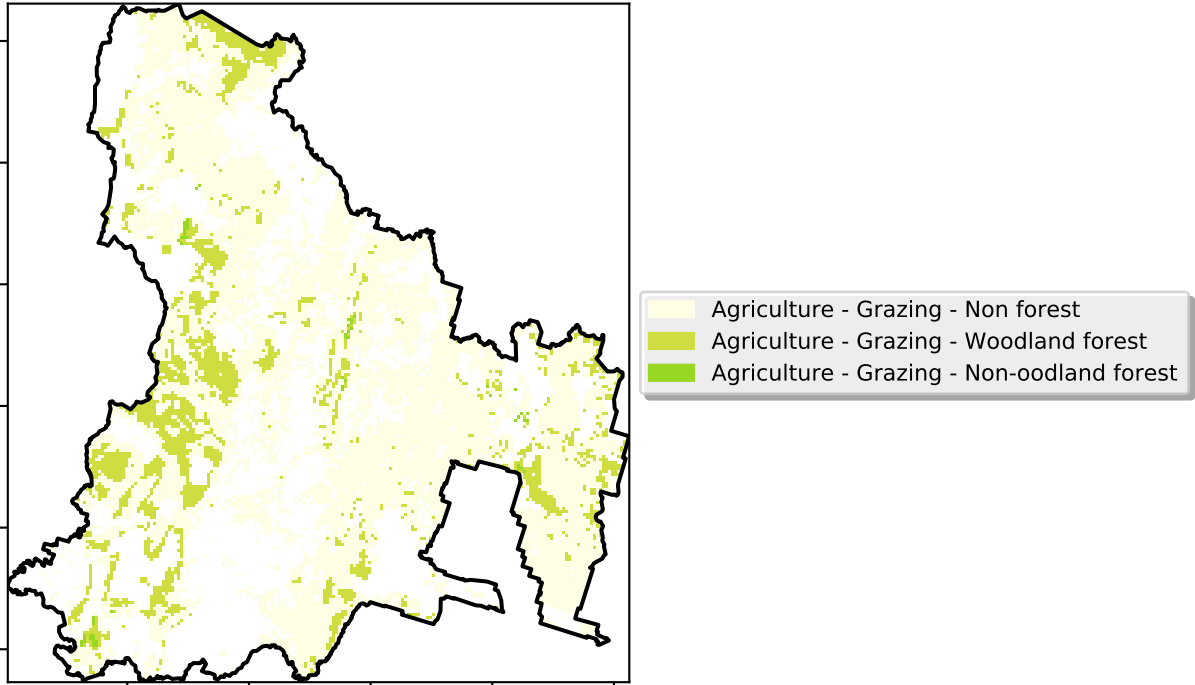 Agriculture - Grazing - Non forest
Agriculture - Grazing - Woodland forest
Agriculture - Grazing - Non-oodland forest